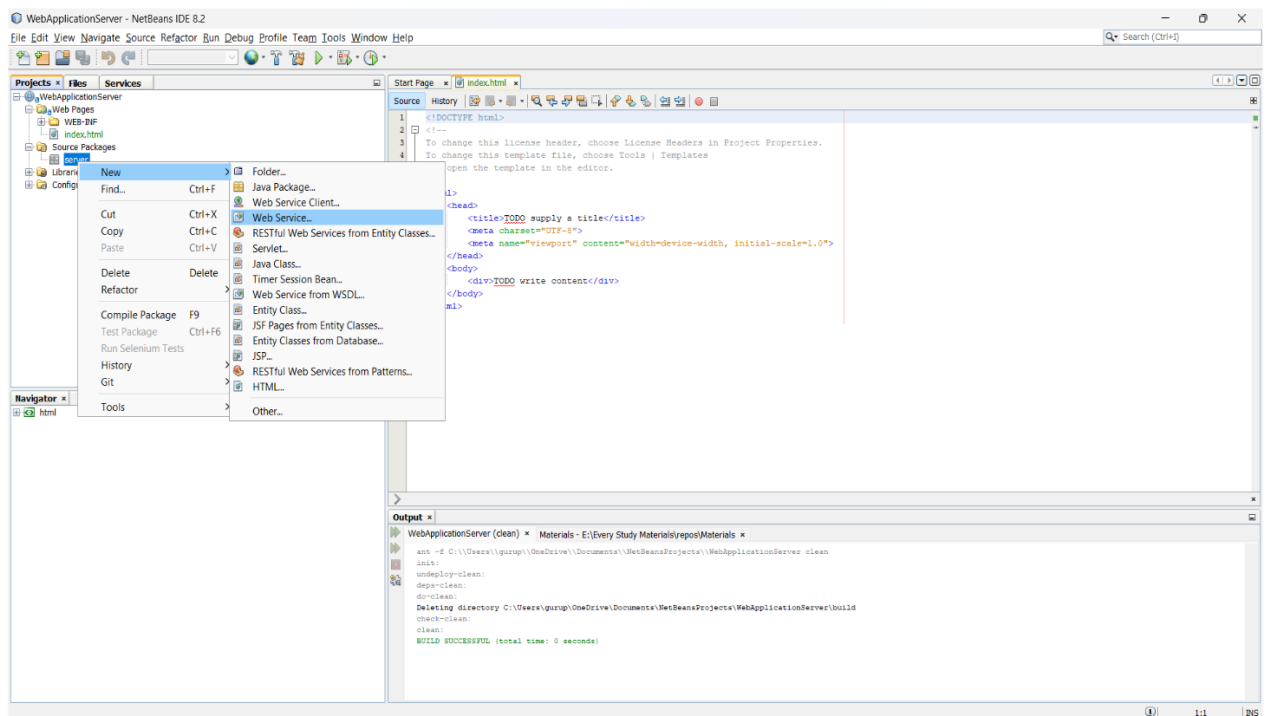 WebApplicationServer - NetBeans IDE 8.2
File Edit View Navigate Source Refactor Run Debug Profile Team Tools Window Help
Search (Ctrl+I)
Projects × Files Services
WebApplicationServer
Web Pages
WEB-INF
index.html
Source Packages
server
Librarie
Config
New
Find... Ctrl+F
Cut Ctrl+X
Copy Ctrl+C
Paste Ctrl+V
Delete Delete
Refactor
Compile Package F9
Test Package Ctrl+F6
Run Selenium Tests
History
Git
Tools
Folder...
Java Package...
Web Service Client...
Web Service...
RESTful Web Services from Entity Classes...
Servlet...
Java Class...
Timer Session Bean...
Web Service from WSDL...
Entity Class...
JSF Pages from Entity Classes...
Entity Classes from Database...
JSP...
RESTful Web Services from Patterns...
HTML...
Other...
Navigator ×
html
Start Page × index.html ×
Source History
1 <!DOCTYPE html>
2 <!--
3 To change this license header, choose License Headers in Project Properties.
4 To change this template file, choose Tools | Templates
open the template in the editor.
ml>
<head>
<title>TODO supply a title</title>
<meta charset="UTF-8">
<meta name="viewport" content="width=device-width, initial-scale=1.0">
</head>
<body>
<div>TODO write content</div>
</body>
ml>
Output ×
WebApplicationServer (clean) × Materials - E:\Every Study Materials\repos\Materials ×
ant -f C:\\Users\\gurup\\OneDrive\\Documents\\NetBeansProjects\\WebApplicationServer clean
init:
undeploy-clean:
deps-clean:
do-clean:
Deleting directory C:\Users\gurup\OneDrive\Documents\NetBeansProjects\WebApplicationServer\build
check-clean:
clean:
BUILD SUCCESSFUL (total time: 0 seconds)
1:1 INS